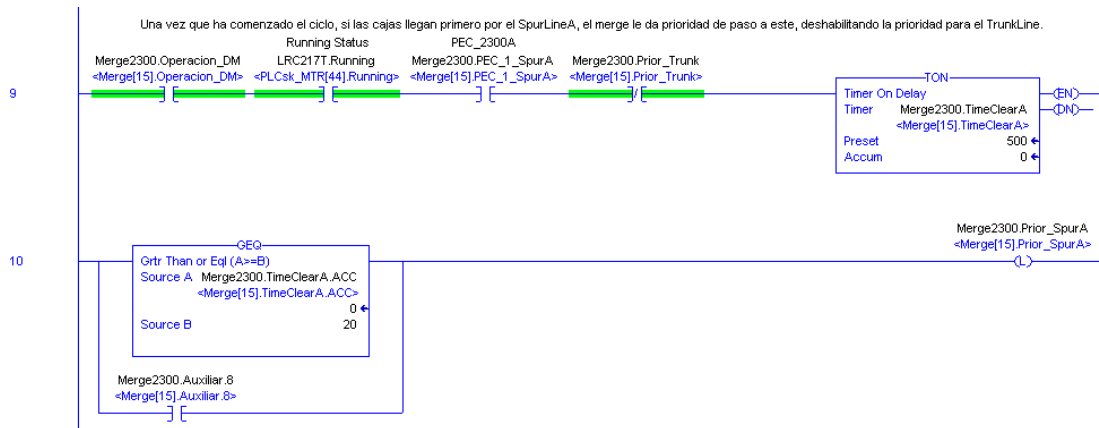 Una vez que ha comenzado el ciclo, si las cajas llegan primero por el SpurLineA, el merge le da prioridad de paso a este, deshabilitando la prioridad para el TrunkLine.
Running Status PEC_2300A
Merge2300.Operacion_DM LRC217T.Running Merge2300.PEC_1_SpurA Merge2300.Prior_Trunk
<Merge[15].Operacion_DM> <PLCsk_MTR[44].Running> <Merge[15].PEC_1_SpurA> <Merge[15].Prior_Trunk>
9
TON
Timer On Delay
Timer Merge2300.TimeClearA
<Merge[15].TimeClearA>
Preset 500
Accum 0
EN
DN
10
GEQ
Grtr Than or Eql (A>=B)
Source A Merge2300.TimeClearA.ACC
<Merge[15].TimeClearA.ACC>
0
Source B 20
Merge2300.Prior_SpurA
<Merge[15].Prior_SpurA>
L
Merge2300.Auxiliar.8
<Merge[15].Auxiliar.8>